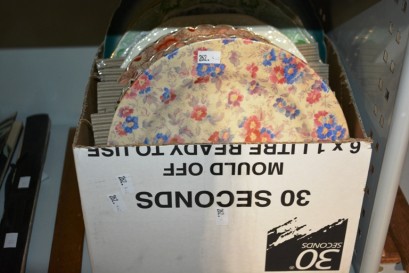 30 SECONDS
MOULD OFF
6 x 1 LITRE READY TO USE
30
SECONDS